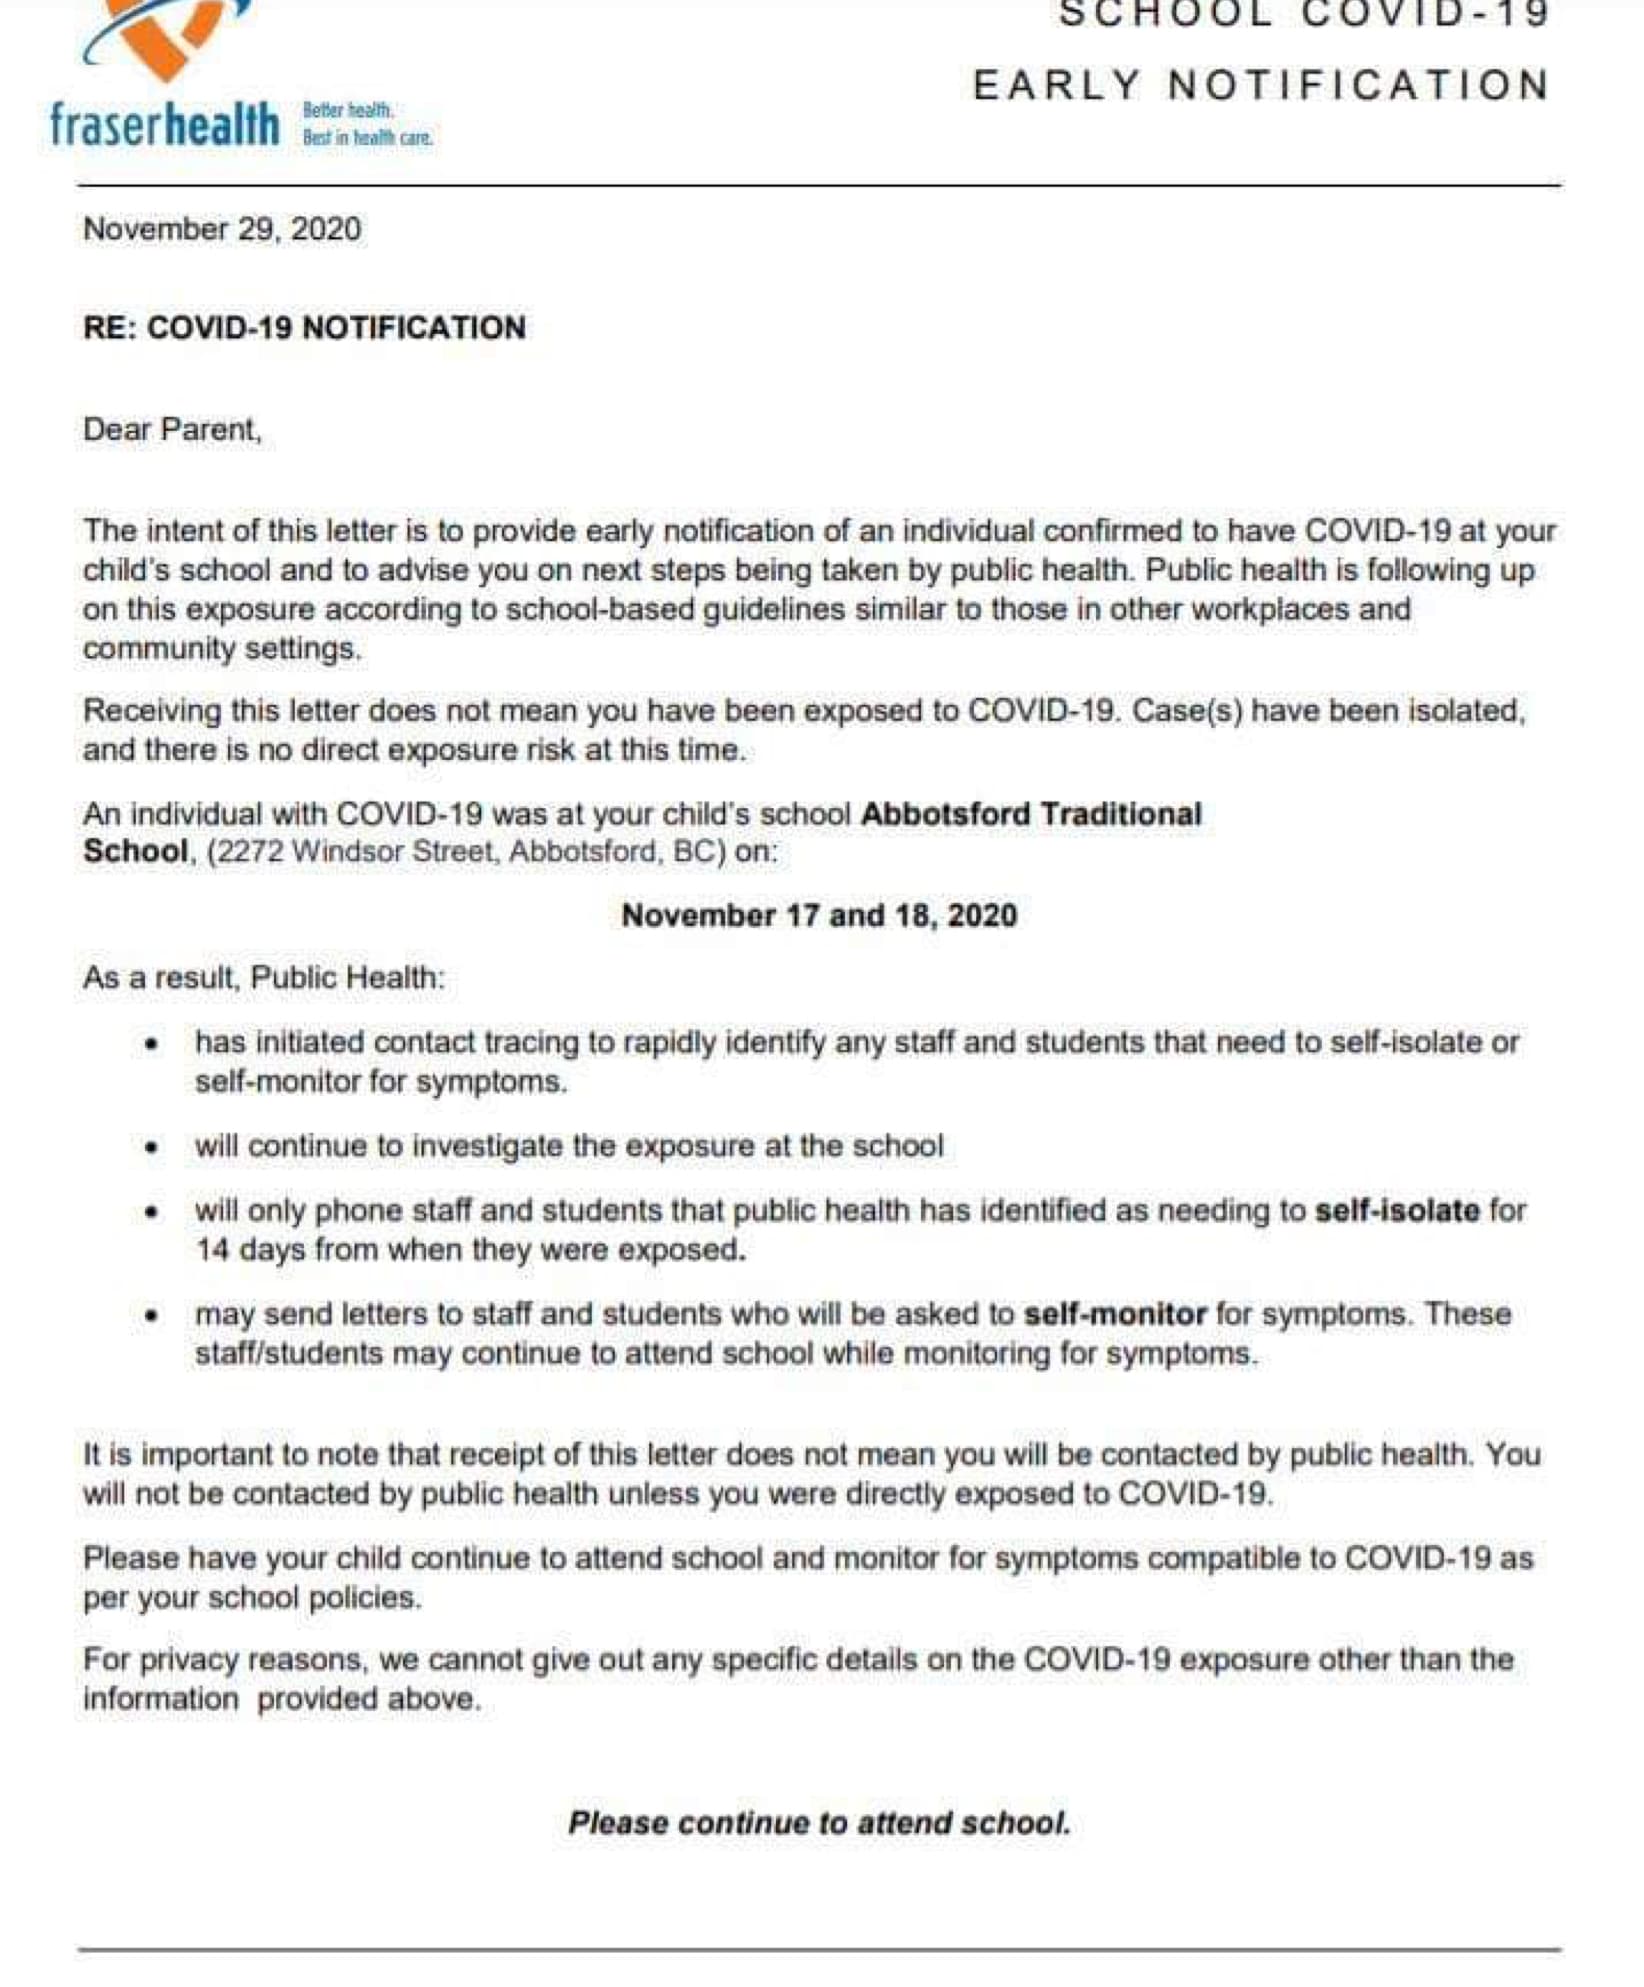 SCHOOL COVID-19
EARLY NOTIFICATION
fraserhealth
Better health.
Best in health care.
November 29, 2020
RE: COVID-19 NOTIFICATION
Dear Parent,
The intent of this letter is to provide early notification of an individual confirmed to have COVID-19 at your
child's school and to advise you on next steps being taken by public health. Public health is following up
on this exposure according to school-based guidelines similar to those in other workplaces and
community settings.
Receiving this letter does not mean you have been exposed to COVID-19. Case(s) have been isolated,
and there is no direct exposure risk at this time.
An individual with COVID-19 was at your child's school Abbotsford Traditional
School, (2272 Windsor Street, Abbotsford, BC) on:
November 17 and 18, 2020
As a result, Public Health:
• has initiated contact tracing to rapidly identify any staff and students that need to self-isolate or
self-monitor for symptoms.
• will continue to investigate the exposure at the school
• will only phone staff and students that public health has identified as needing to self-isolate for
14 days from when they were exposed.
• may send letters to staff and students who will be asked to self-monitor for symptoms. These
staff/students may continue to attend school while monitoring for symptoms.
It is important to note that receipt of this letter does not mean you will be contacted by public health. You
will not be contacted by public health unless you were directly exposed to COVID-19.
Please have your child continue to attend school and monitor for symptoms compatible to COVID-19 as
per your school policies.
For privacy reasons, we cannot give out any specific details on the COVID-19 exposure other than the
information provided above.
Please continue to attend school.